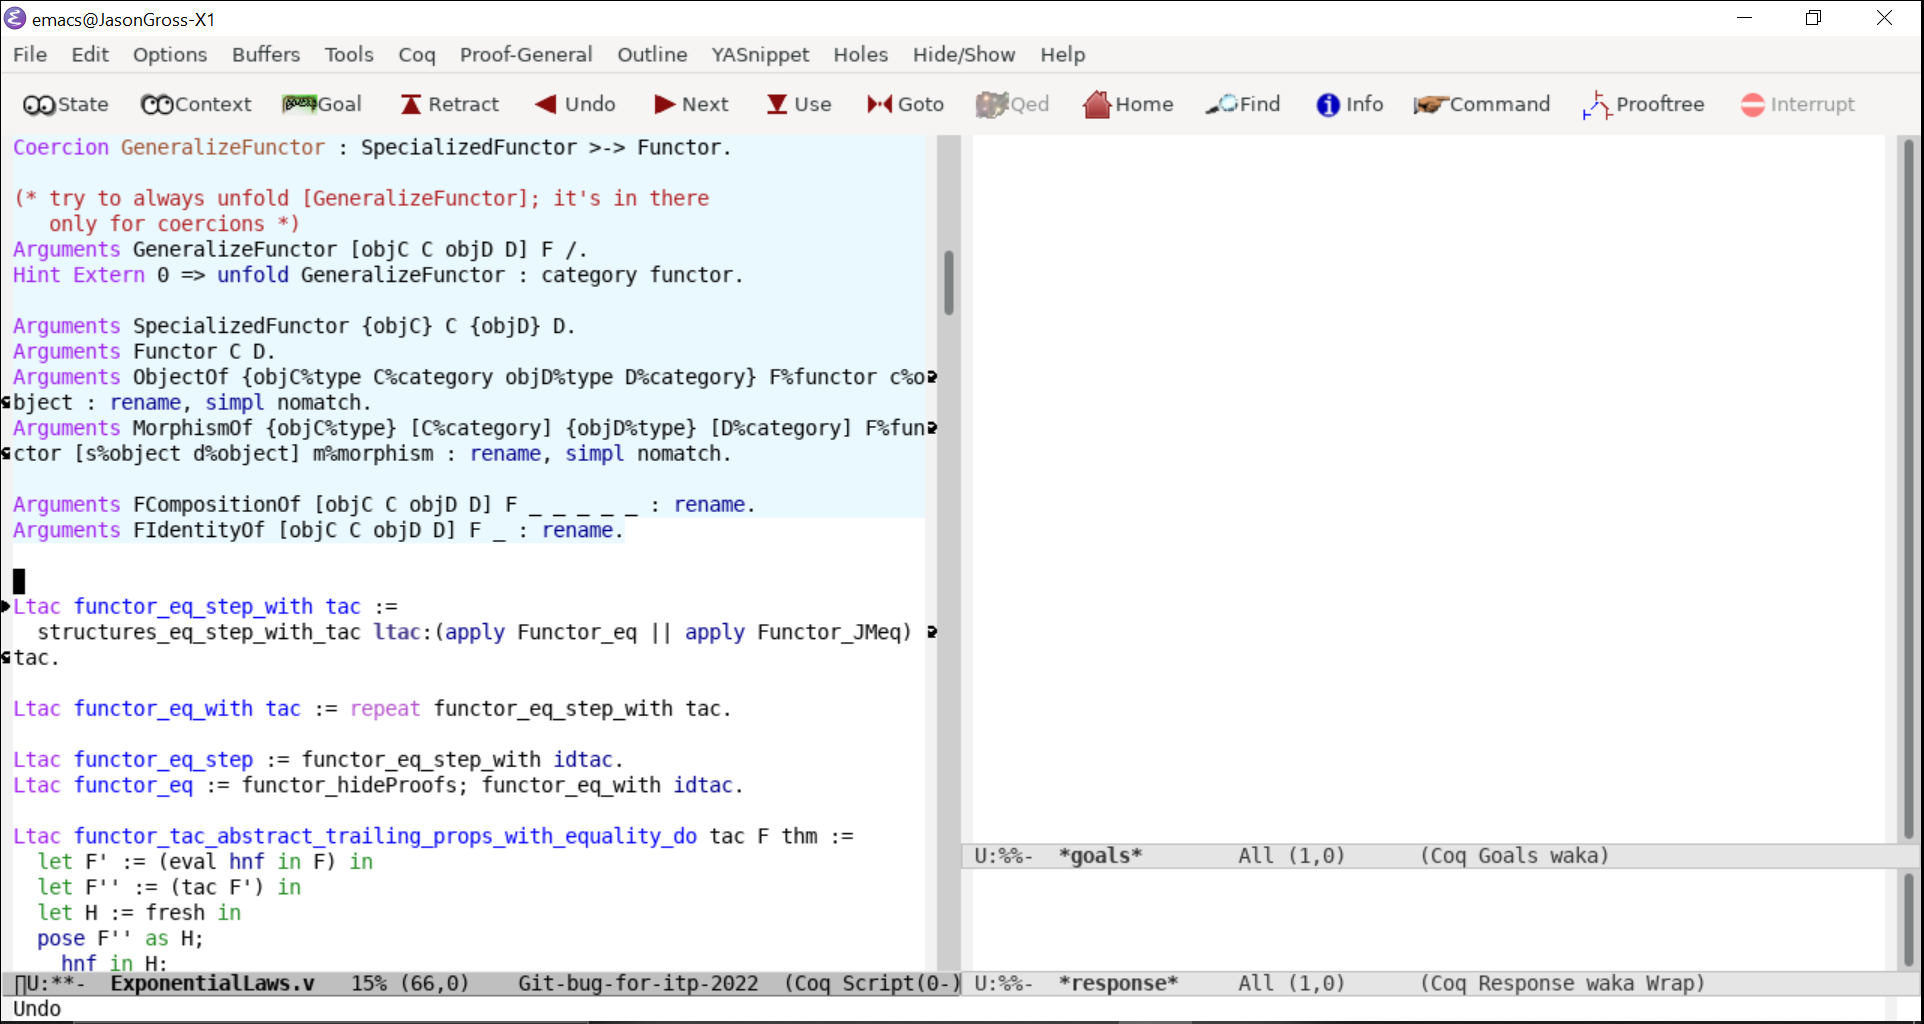 emacs@JasonGross-X1
File Edit Options Buffers Tools Coq Proof-General Outline YASnippet Holes Hide/Show Help
State Context Goal Retract Undo Next Use Goto Qed Home Find Info Command Prooftree Interrupt
Coercion GeneralizeFunctor : SpecializedFunctor >-> Functor.
(* try to always unfold [GeneralizeFunctor]; it's in there
only for coercions *)
Arguments GeneralizeFunctor [objC C objD D] F /.
Hint Extern 0 => unfold GeneralizeFunctor : category functor.
Arguments SpecializedFunctor {objC} C {objD} D.
Arguments Functor C D.
Arguments ObjectOf {objC%type C%category objD%type D%category} F%functor c%o
bject : rename, simpl nomatch.
Arguments MorphismOf {objC%type} [C%category] {objD%type} [D%category] F%fun
ctor [s%object d%object] m%morphism : rename, simpl nomatch.
Arguments FCompositionOf [objC C objD D] F _ _ _ _ _ : rename.
Arguments FIdentityOf [objC C objD D] F _ : rename.
Ltac functor_eq_step_with tac :=
structures_eq_step_with_tac ltac:(apply Functor_eq || apply Functor_JMeq)
tac.
Ltac functor_eq_with tac := repeat functor_eq_step_with tac.
Ltac functor_eq_step := functor_eq_step_with idtac.
Ltac functor_eq := functor_hideProofs; functor_eq_with idtac.
Ltac functor_tac_abstract_trailing_props_with_equality_do tac F thm :=
let F' := (eval hnf in F) in
let F'' := (tac F') in
let H := fresh in
pose F'' as H;
hnf in H;
U:**- ExponentialLaws.v 15% (66,0) Git-bug-for-itp-2022 (Coq Script(0-)
Undo
U:%%- *goals* All (1,0) (Coq Goals waka)
U:%%- *response* All (1,0) (Coq Response waka Wrap)